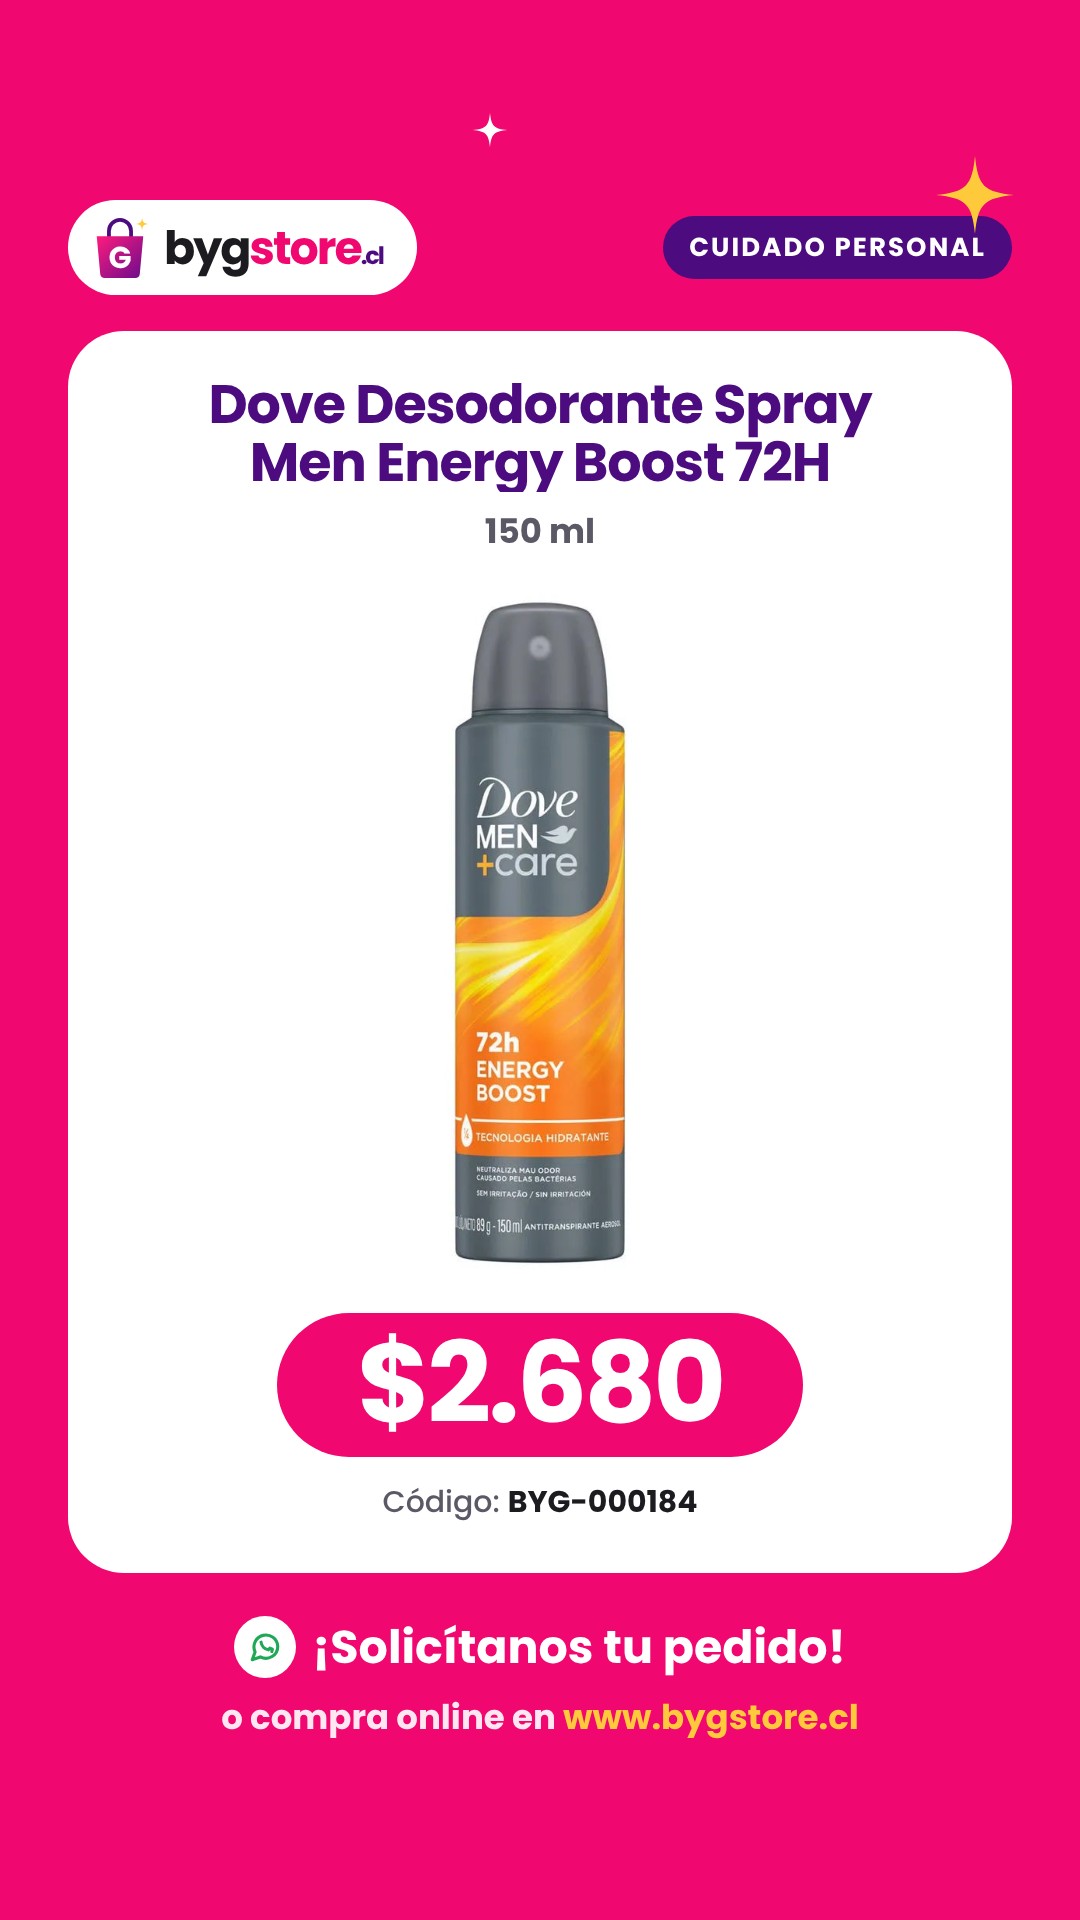 G
bygstore.cl
CUIDADO PERSONAL
Dove Desodorante Spray
Men Energy Boost 72H
150 ml
Dove
MEN
+care
72h
ENERGY
BOOST
TECNOLOGIA HIDRATANTE
NEUTRALIZA MAU ODOR
CAUSADO PELAS BACTÉRIAS
SEM IRRITAÇÃO / SIN IRRITACIÓN
89 g - 150 ml ANTITRANSPIRANTE
$2.680
Código: BYG-000184
¡Solicítanos tu pedido!
o compra online en www.bygstore.cl